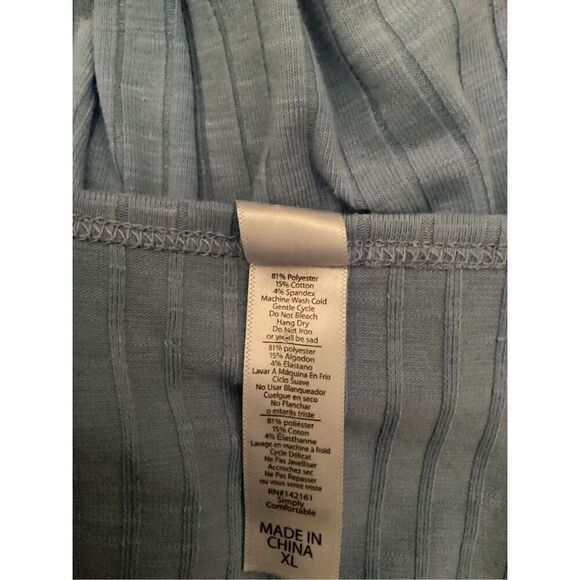 81% Polyester
15% Cotton
4% Spandex
Machine Wash Cold
Gentle Cycle
Do Not Bleach
Hang Dry
Do Not Iron
or you'll be sad
81% polyester
15% Algodon
4% Elastano
Lavar A Máquina En Frío
Ciclo Suave
No Usar Blanqueador
Cuelgue en seco
No Planchar
o estarás triste
81% poliéster
15% Coton
4% Elasthanne
Lavage en machine à froid
Cycle Délicat
Ne Pas Javelliser
Accrochez sec
Ne Pas Repasser
ou vous serez triste
RN#142161
Simply
Comfortable
MADE IN
CHINA
XL